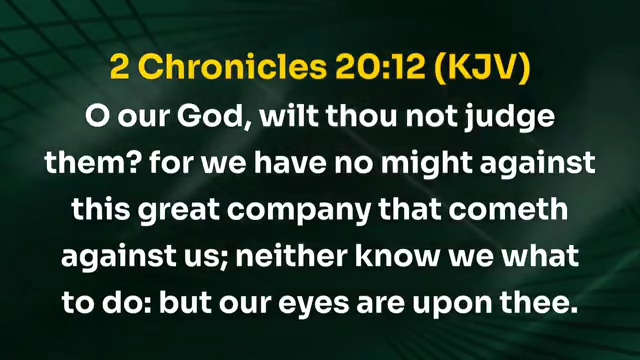 2 Chronicles 20:12 (KJV)
O our God, wilt thou not judge
them? for we have no might against
this great company that cometh
against us; neither know we what
to do: but our eyes are upon thee.